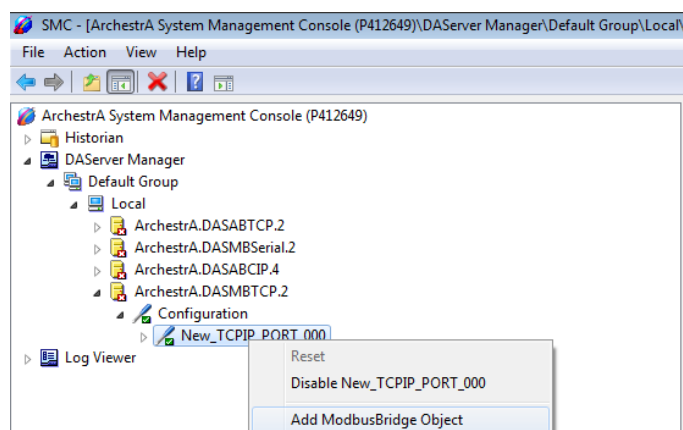 SMC - [ArchestrA System Management Console (P412649)\DAServer Manager\Default Group\Local\
File Action View Help
ArchestrA System Management Console (P412649)
Historian
DAServer Manager
Default Group
Local
ArchestrA.DASABTCP.2
ArchestrA.DASMBSerial.2
ArchestrA.DASABCIP.4
ArchestrA.DASMBTCP.2
Configuration
New_TCPIP_PORT_000
Log Viewer
Reset
Disable New_TCPIP_PORT_000
Add ModbusBridge Object